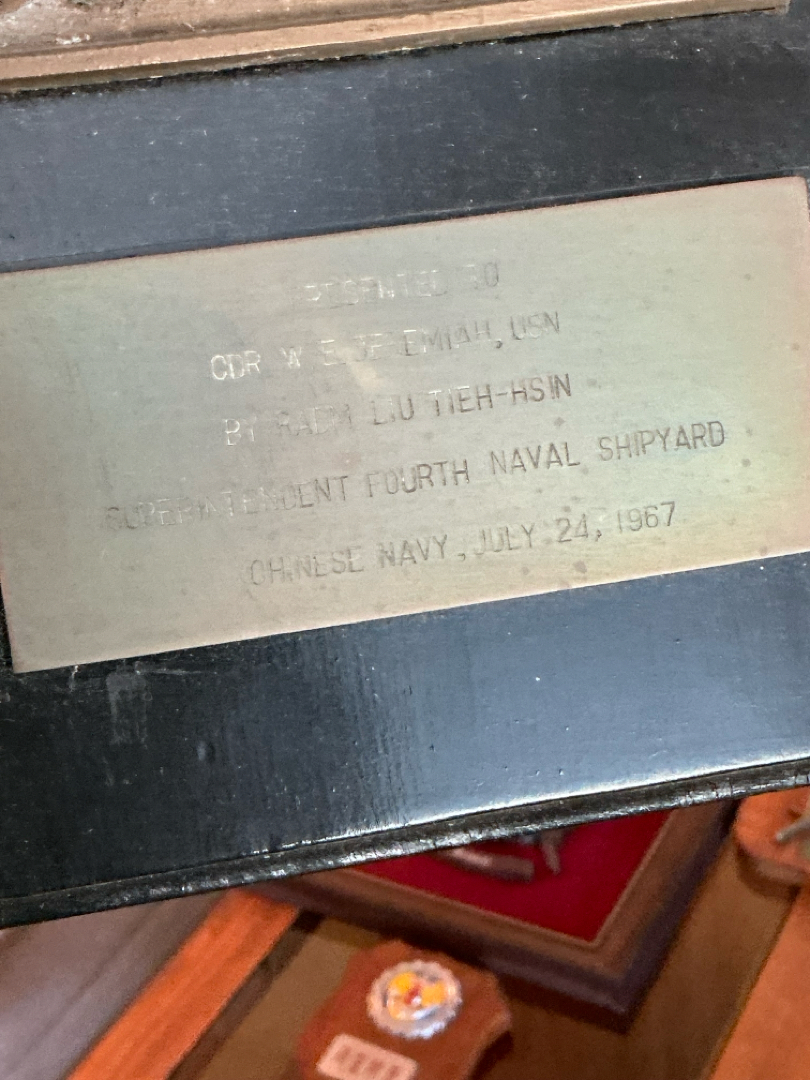 PRESENTED TO
CDR W E JEREMIAH, USN
BY RADM LIU TIEH-HSIN
SUPERINTENDENT FOURTH NAVAL SHIPYARD
CHINESE NAVY, JULY 24, 1967